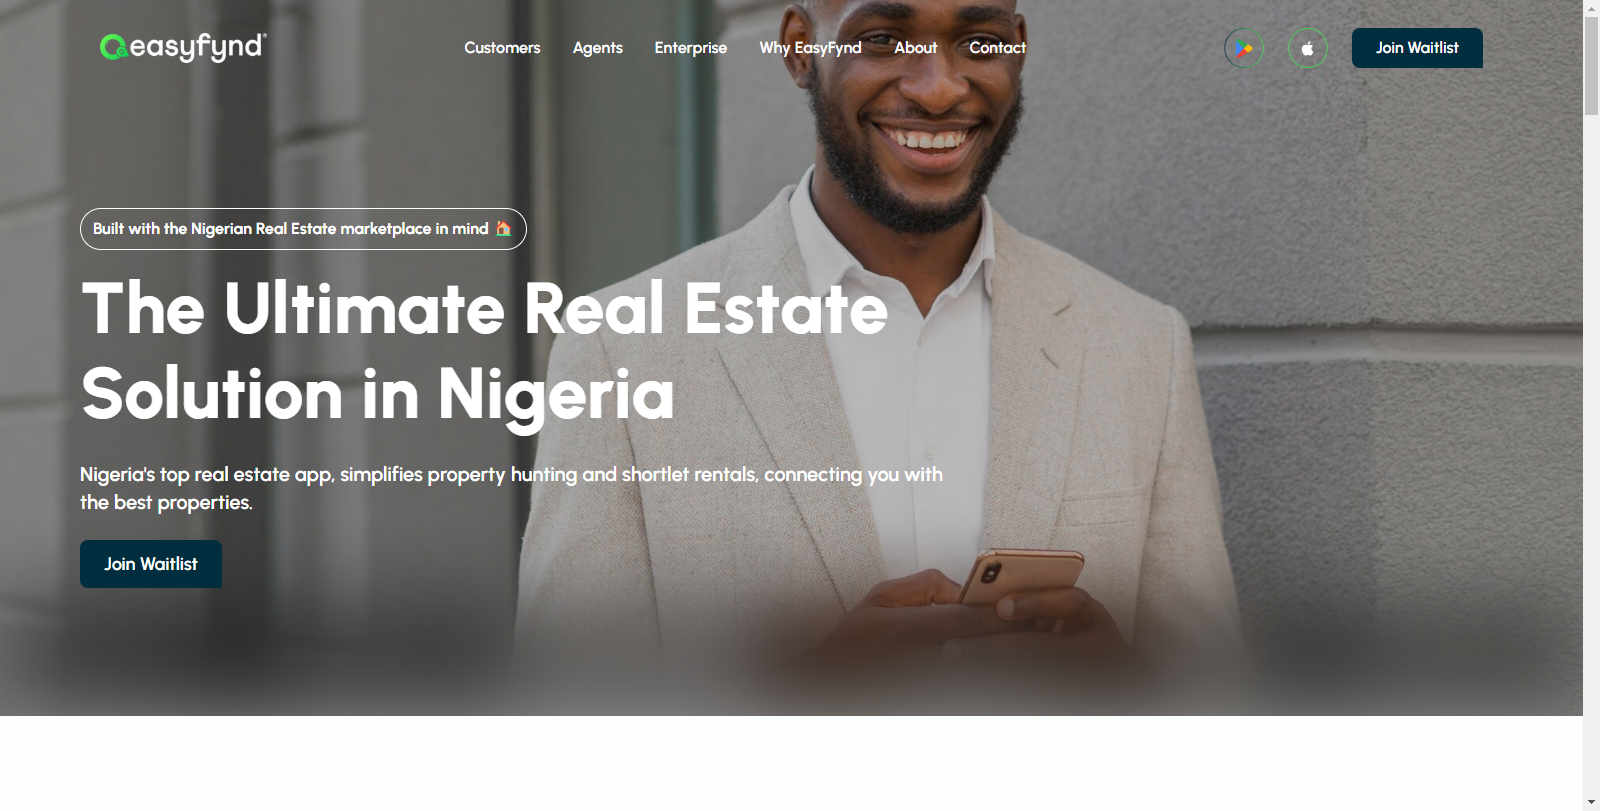 easyfynd
Customers Agents Enterprise Why EasyFynd About Contact Join Waitlist
Built with the Nigerian Real Estate marketplace in mind 🏠
The Ultimate Real Estate
Solution in Nigeria
Nigeria's top real estate app, simplifies property hunting and shortlet rentals, connecting you with
the best properties.
Join Waitlist